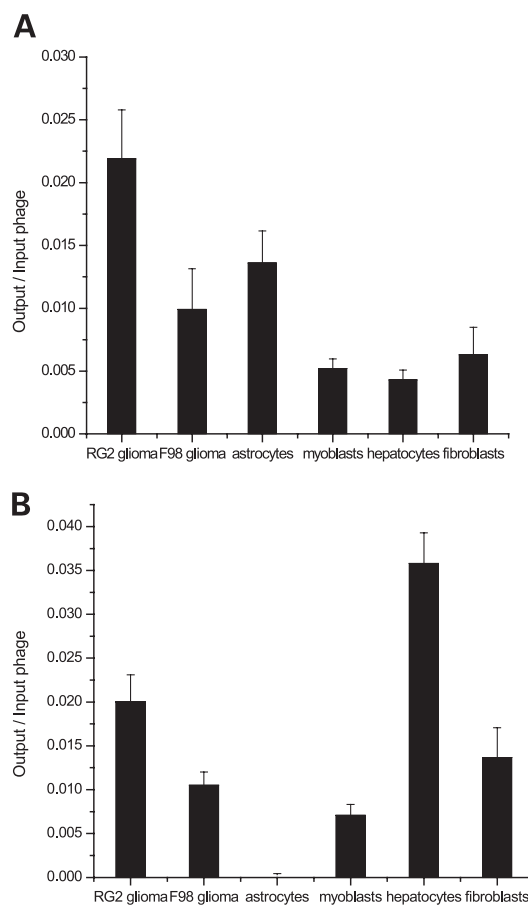 A
0.030
0.025
0.020
0.015
0.010
0.005
0.000
Output / Input phage
RG2 glioma F98 glioma astrocytes myoblasts hepatocytes fibroblasts
B
0.040
0.035
0.030
0.025
0.020
0.015
0.010
0.005
0.000
Output / Input phage
RG2 glioma F98 glioma astrocytes myoblasts hepatocytes fibroblasts